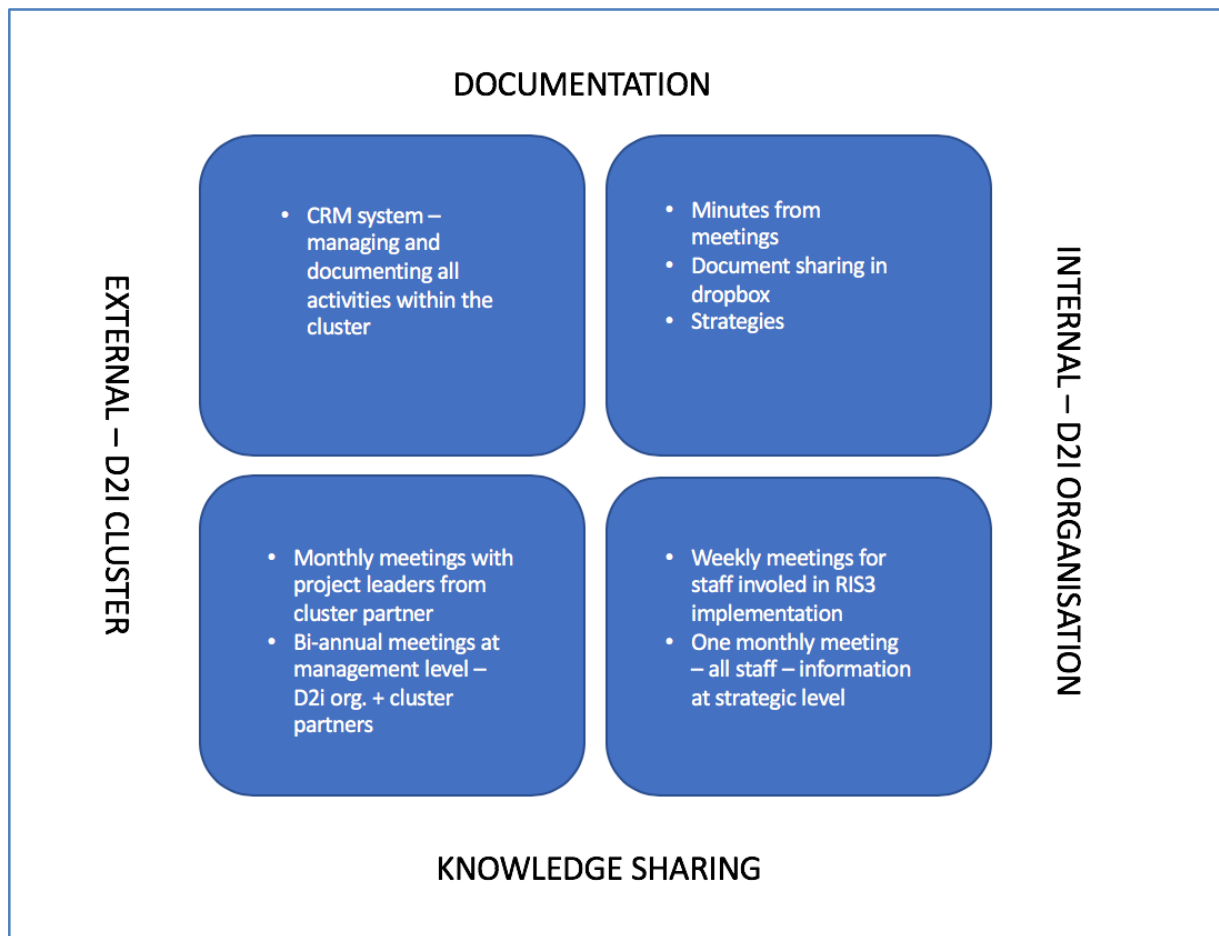 DOCUMENTATION
EXTERNAL – D2I CLUSTER
• CRM system –
managing and
documenting all
activities within the
cluster
• Minutes from
meetings
• Document sharing in
dropbox
• Strategies
INTERNAL – D2I ORGANISATION
• Monthly meetings with
project leaders from
cluster partner
• Bi-annual meetings at
management level –
D2i org. + cluster
partners
• Weekly meetings for
staff involed in RIS3
implementation
• One monthly meeting
– all staff – information
at strategic level
KNOWLEDGE SHARING